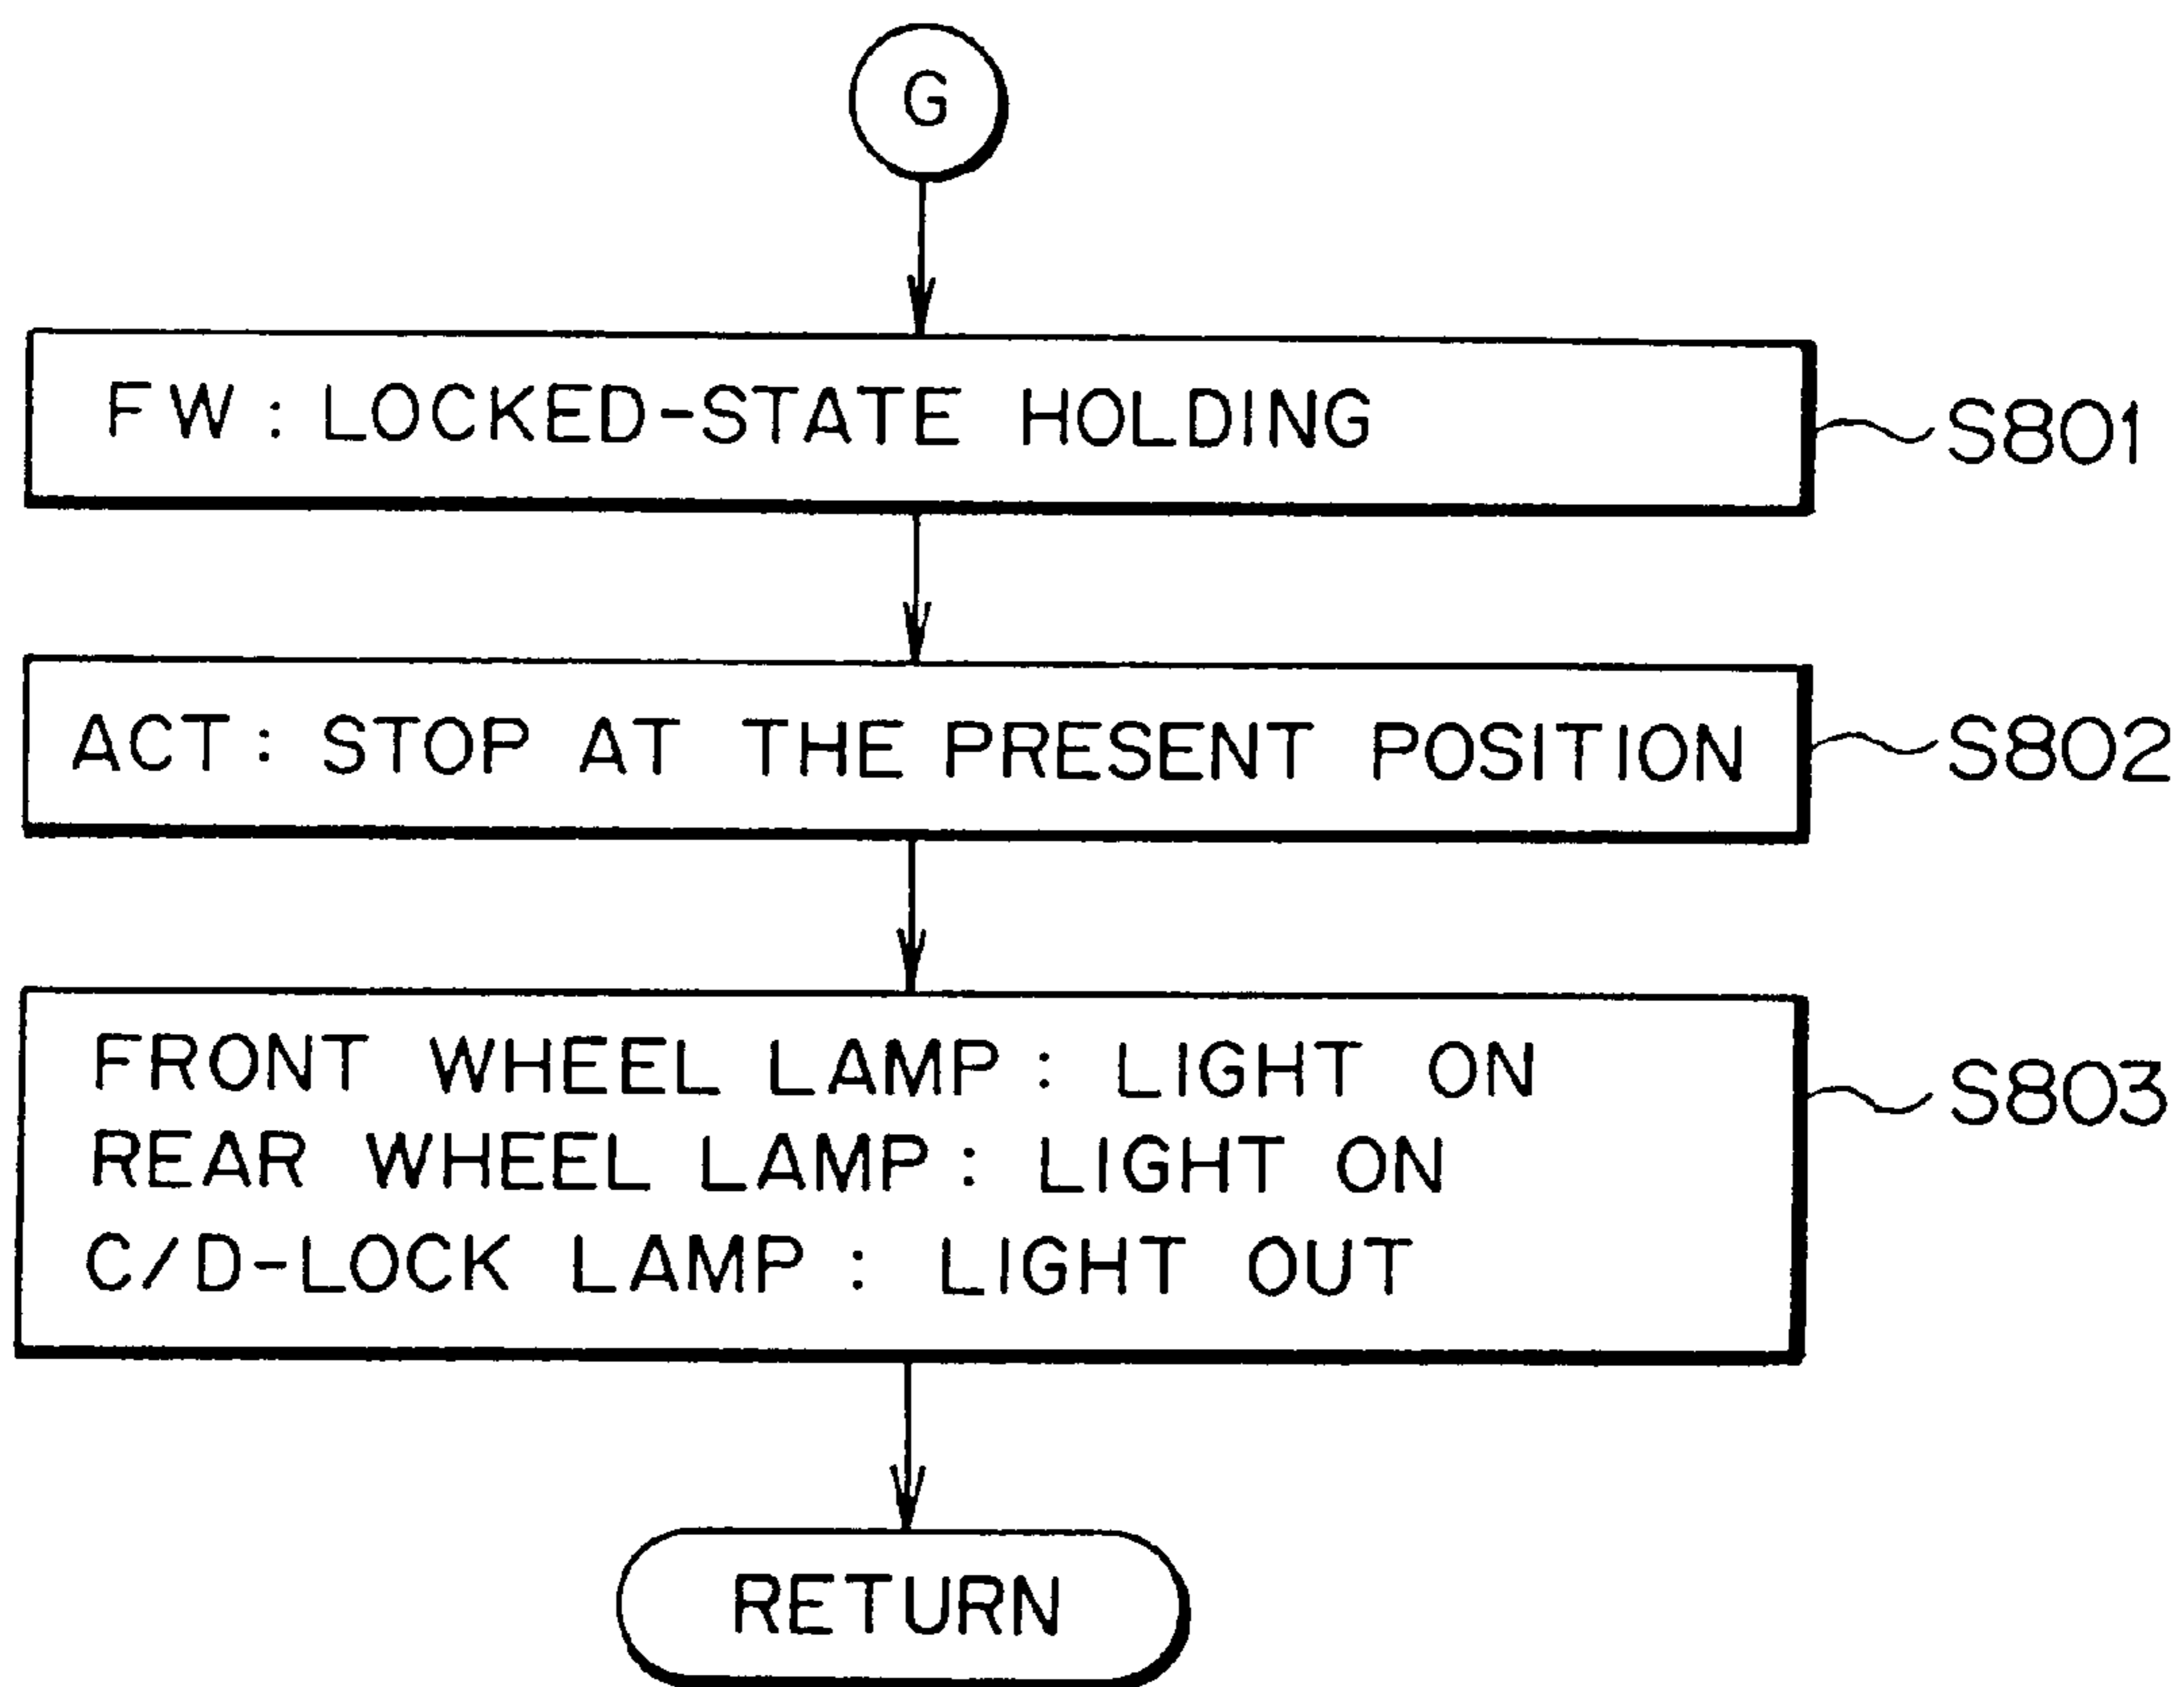 G
FW: LOCKED-STATE HOLDING
S801
ACT: STOP AT THE PRESENT POSITION
S802
FRONT WHEEL LAMP: LIGHT ON
S803
REAR WHEEL LAMP: LIGHT ON
C/D-LOCK LAMP: LIGHT OUT
RETURN